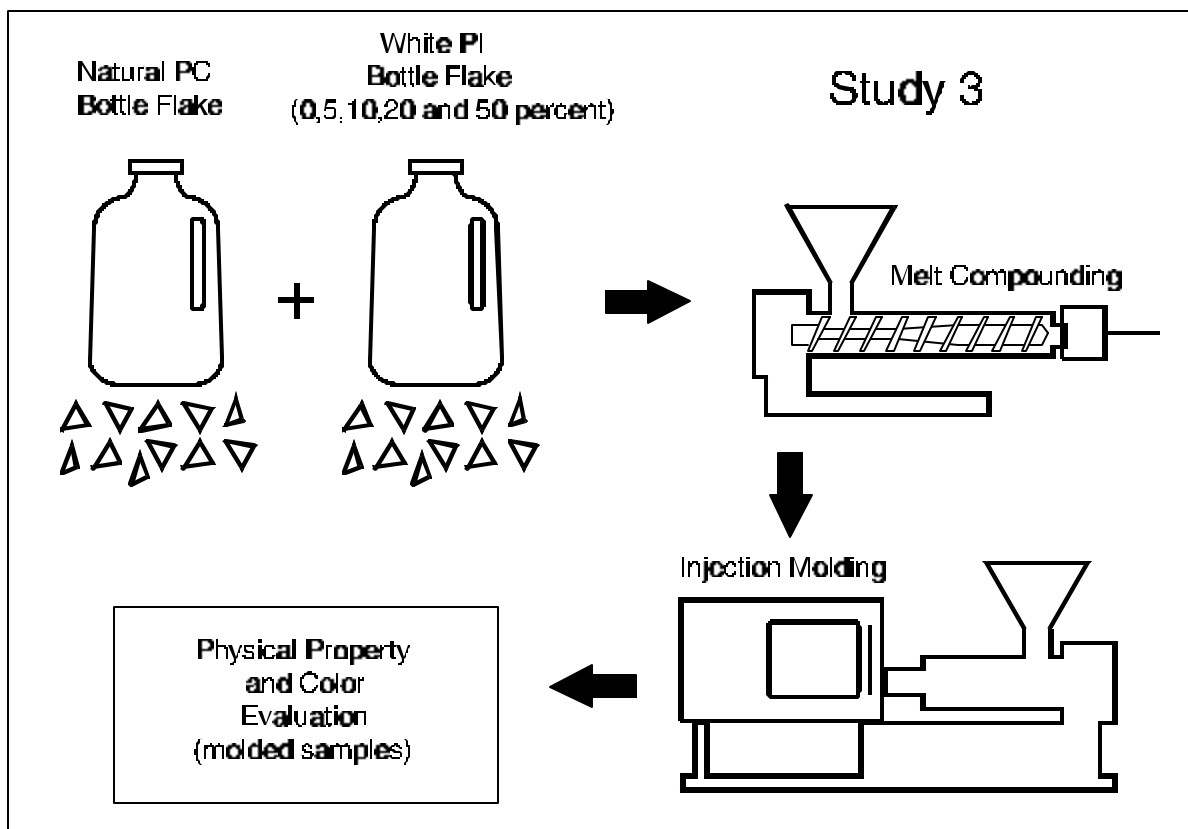 Natural PC
Bottle Flake
White PI
Bottle Flake
(0,5,10,20 and 50 percent)
Study 3
Melt Compounding
Injection Molding
Physical Property
and Color
Evaluation
(molded samples)